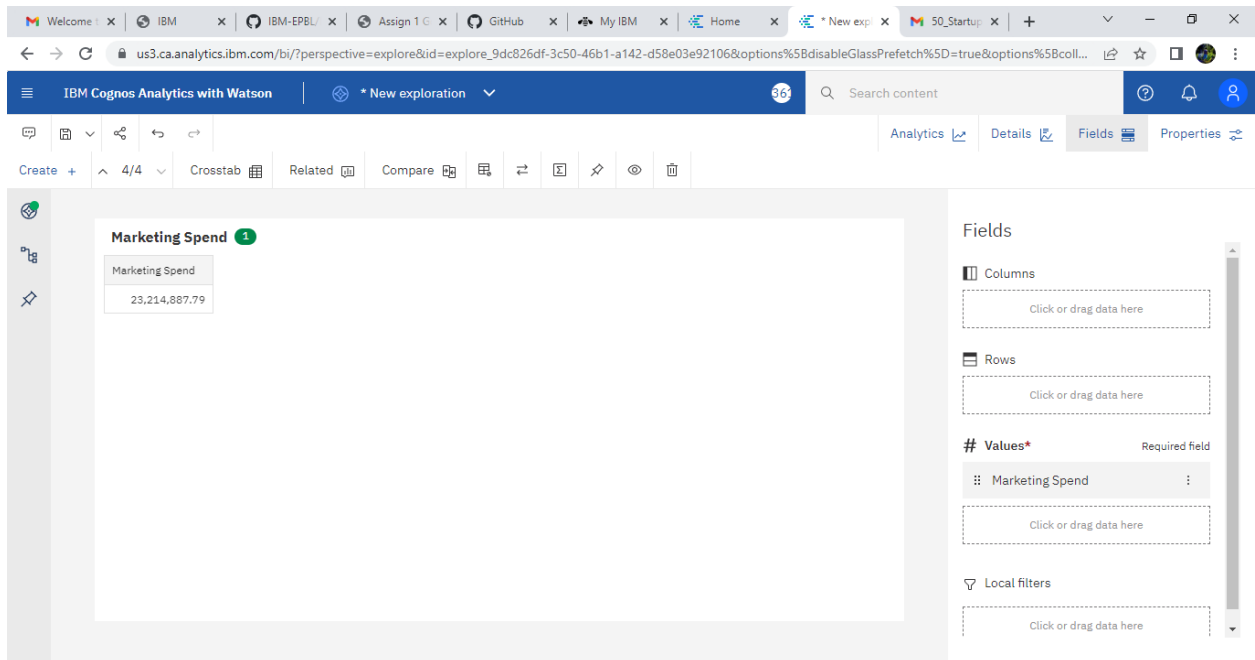 Welcome t
IBM
IBM-EPBL/
Assign 1 G
GitHub
My IBM
Home
* New expl
50_Startup
us3.ca.analytics.ibm.com/bi/?perspective=explore&id=explore_9dc826df-3c50-46b1-a142-d58e03e92106&options%5BdisableGlassPrefetch%5D=true&options%5Bcoll...
IBM Cognos Analytics with Watson
* New exploration
Search content
Analytics
Details
Fields
Properties
Create +
4/4
Crosstab
Related
Compare
Marketing Spend 1
Marketing Spend
23,214,887.79
Fields
Columns
Click or drag data here
Rows
Click or drag data here
# Values*
Required field
Marketing Spend
Click or drag data here
Local filters
Click or drag data here